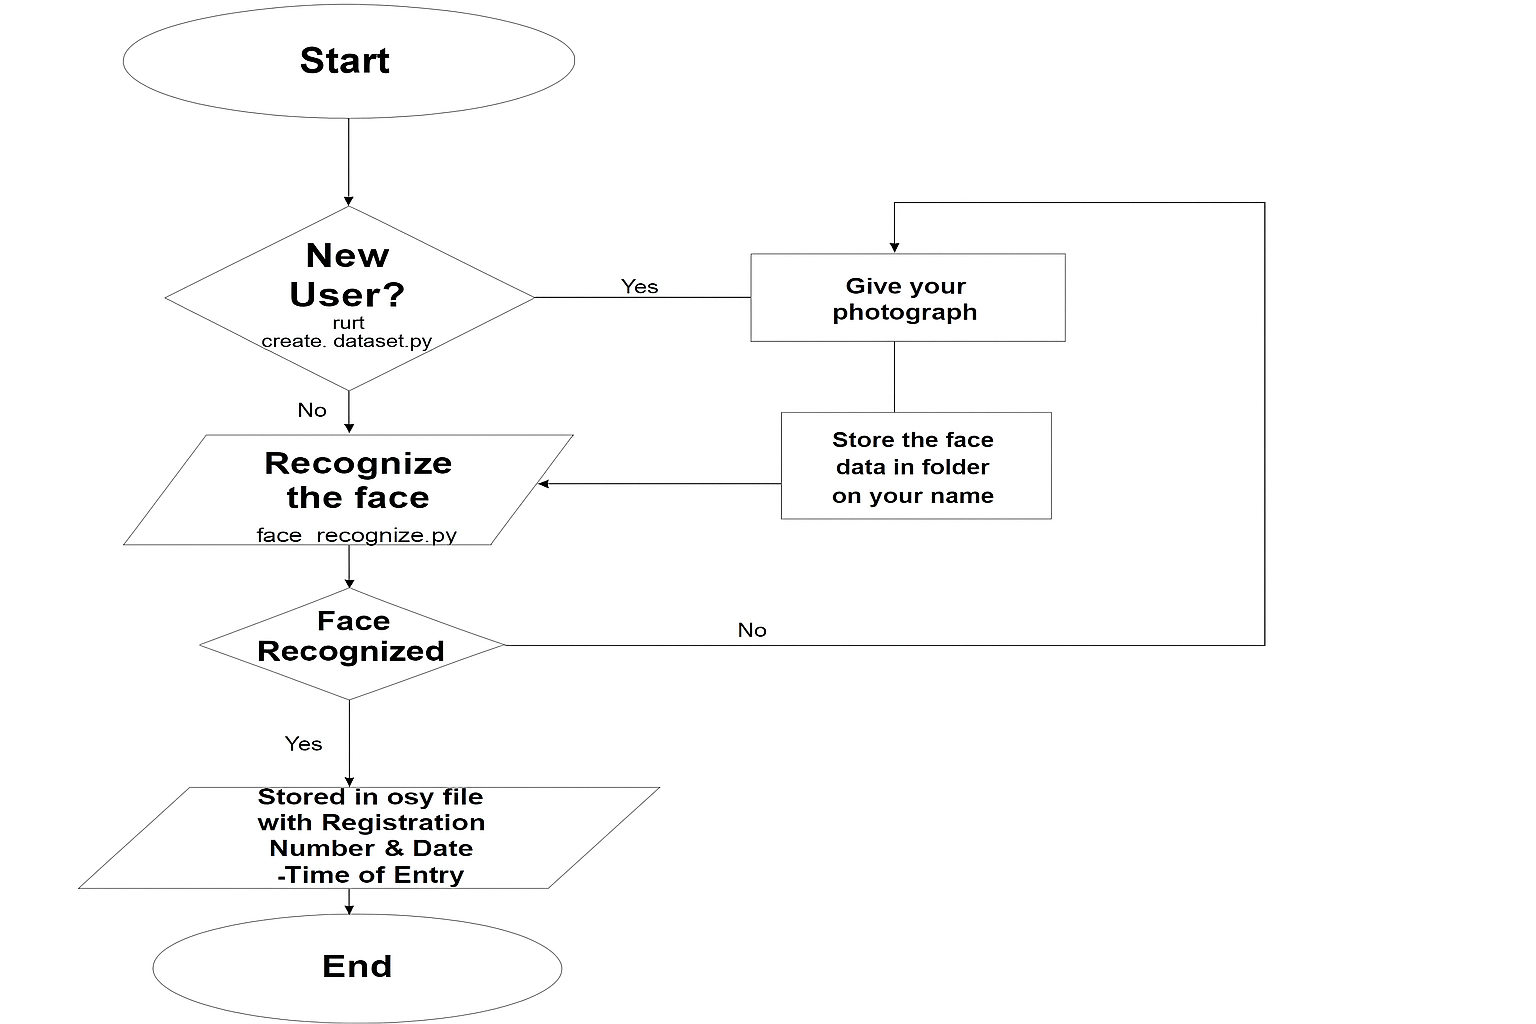 Start
New
User?
rurt
create. dataset.py
Yes
Give your
photograph
No
Recognize
the face
face recognize.py
Store the face
data in folder
on your name
Face
Recognized
No
Yes
Stored in osy file
with Registration
Number & Date
-Time of Entry
End